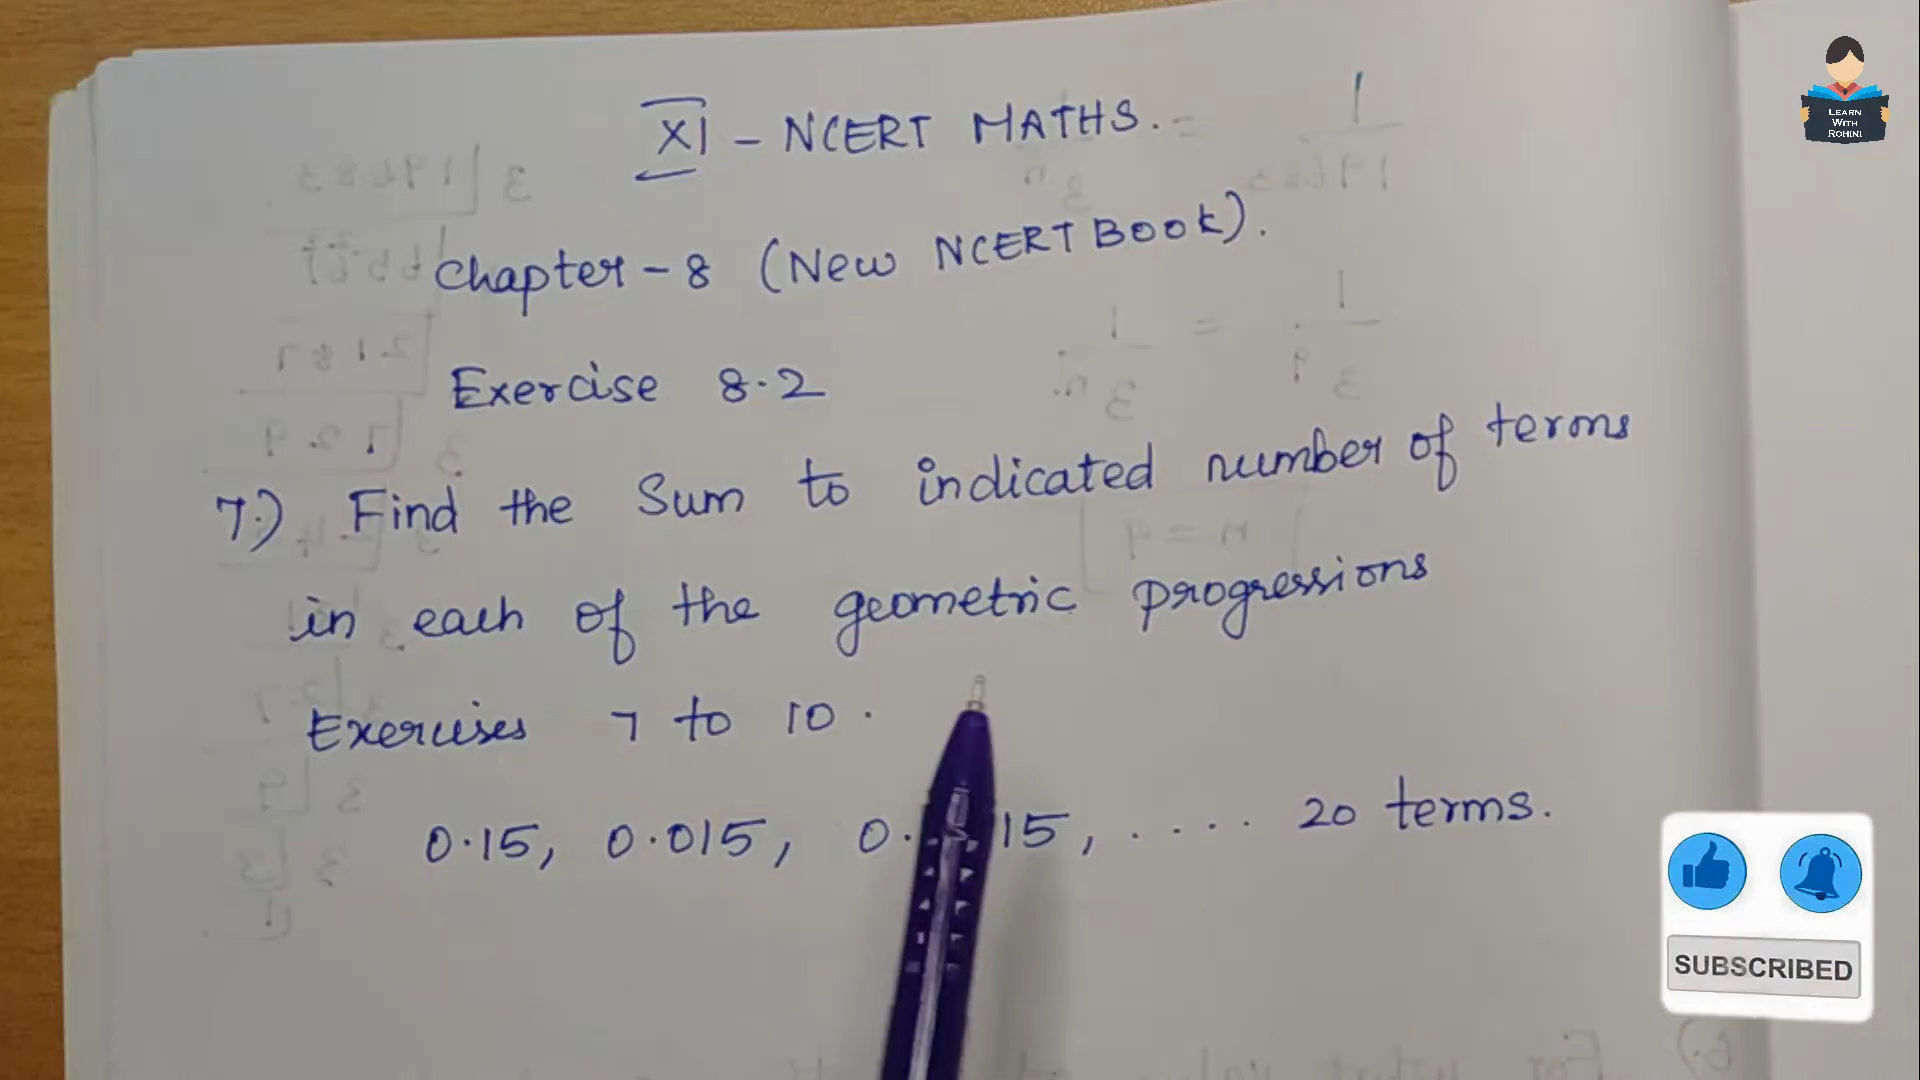 XI - NCERT MATHS.
Chapter - 8 (New NCERT Book).
Exercise 8.2
7.) Find the Sum to indicated number of terms
in each of the geometric progressions
Exercises 7 to 10.
0.15, 0.015, 0. 15, .... 20 terms.
LEARN
WITH
ROHINI
SUBSCRIBED